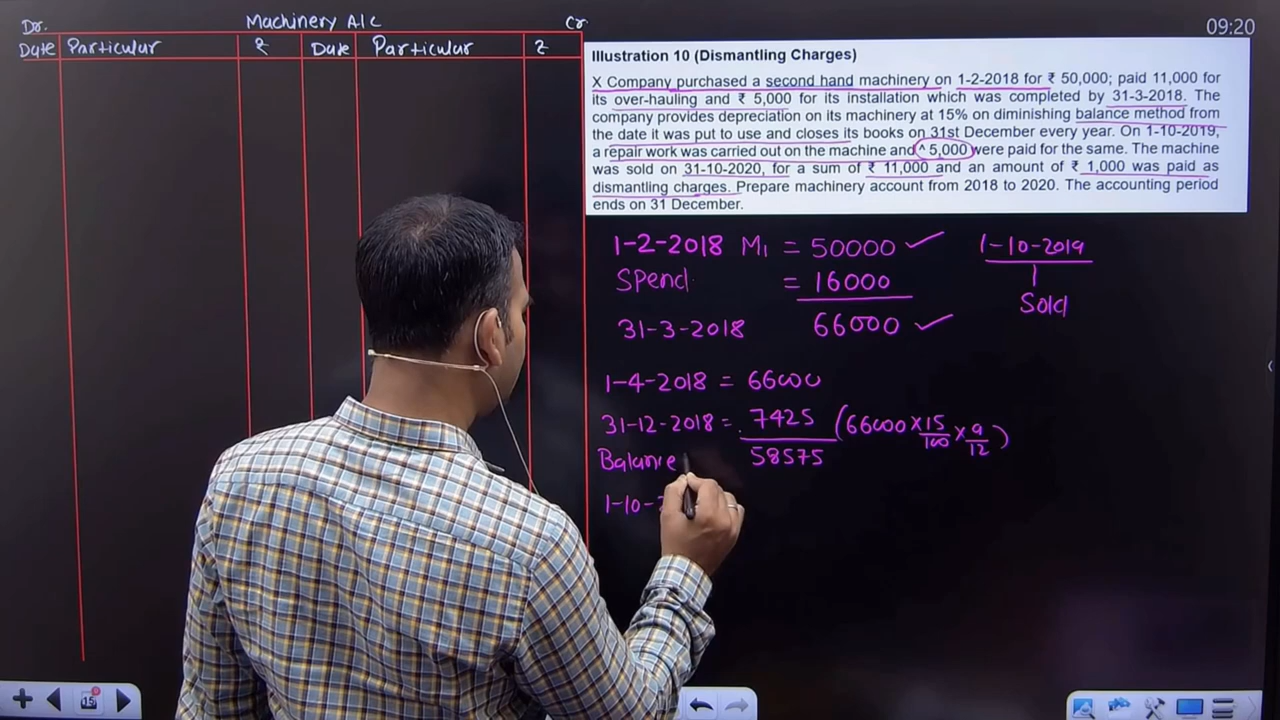 Dr. Machinery A/c Cr
Date Particular ₹ Date Particular ₹
09:20
Illustration 10 (Dismantling Charges)
X Company purchased a second hand machinery on 1-2-2018 for ₹ 50,000; paid 11,000 for
its over-hauling and ₹ 5,000 for its installation which was completed by 31-3-2018. The
company provides depreciation on its machinery at 15% on diminishing balance method from
the date it was put to use and closes its books on 31st December every year. On 1-10-2019,
a repair work was carried out on the machine and ^ 5,000 were paid for the same. The machine
was sold on 31-10-2020, for a sum of ₹ 11,000 and an amount of ₹ 1,000 was paid as
dismantling charges. Prepare machinery account from 2018 to 2020. The accounting period
ends on 31 December.
1-2-2018 M1 = 50000
Spend = 16000
31-3-2018 66000
1-10-2019
Sold
1-4-2018 = 66000
31-12-2018 = 7425 (66000 × 15/100 × 9/12)
Balance 58575
1-10-
15